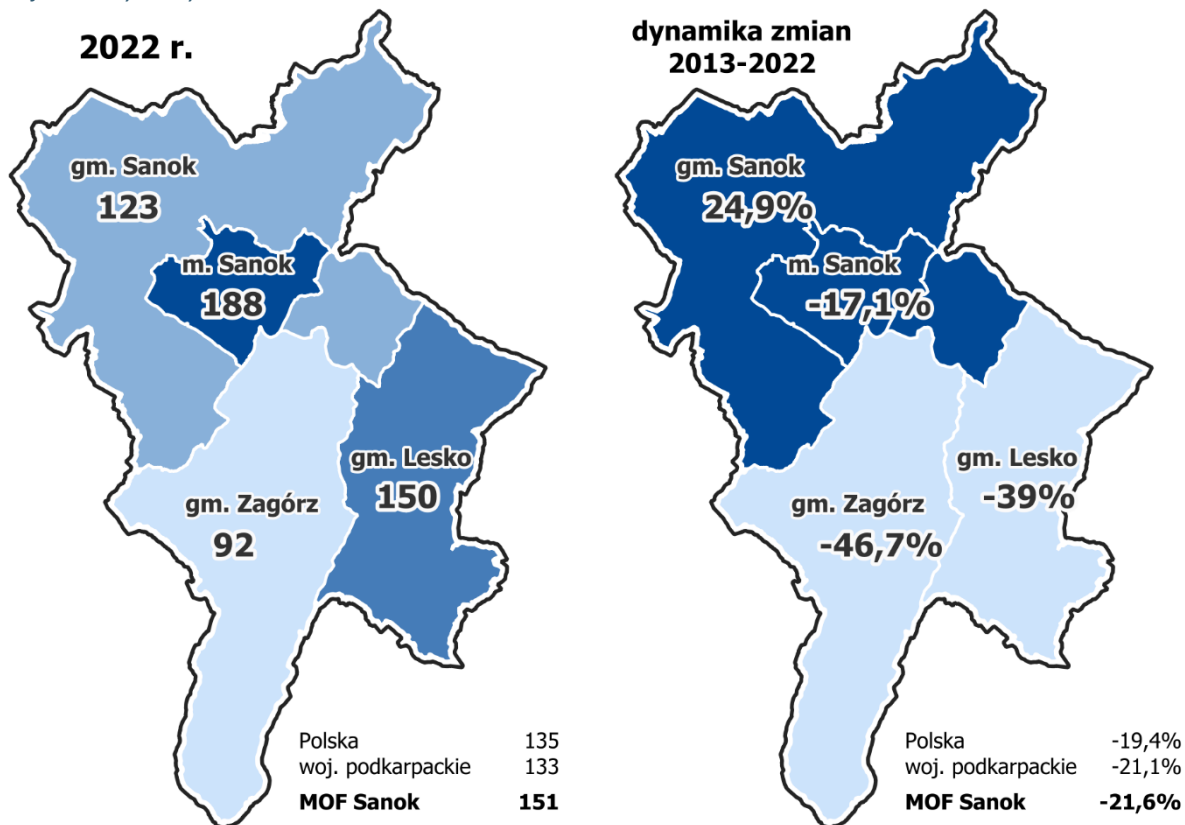 2022 r.
gm. Sanok
123
m. Sanok
188
gm. Lesko
150
gm. Zagórz
92
Polska 135
woj. podkarpackie 133
MOF Sanok 151
dynamika zmian
2013-2022
gm. Sanok
24,9%
m. Sanok
-17,1%
gm. Lesko
-39%
gm. Zagórz
-46,7%
Polska -19,4%
woj. podkarpackie -21,1%
MOF Sanok -21,6%